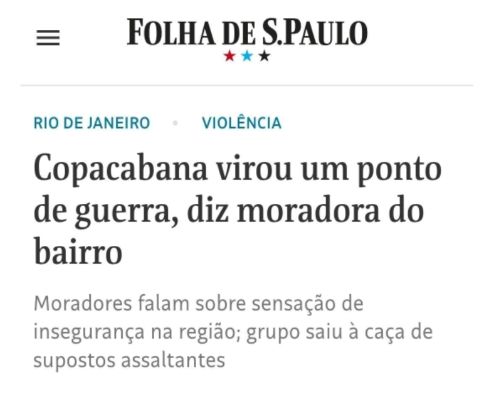 FOLHA DE S.PAULO
RIO DE JANEIRO • VIOLÊNCIA
Copacabana virou um ponto
de guerra, diz moradora do
bairro
Moradores falam sobre sensação de
insegurança na região; grupo saiu à caça de
supostos assaltantes